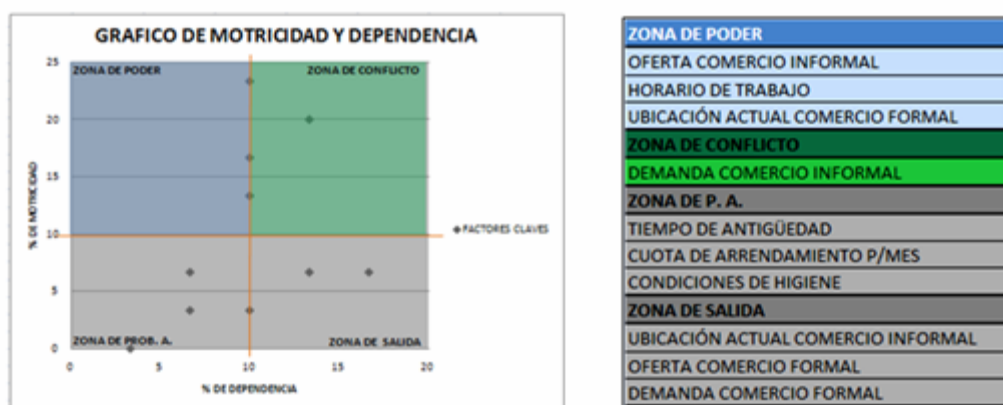 GRAFICO DE MOTRICIDAD Y DEPENDENCIA
25
ZONA DE PODER
ZONA DE CONFLICTO
20
15
% DE MOTRICIDAD
10
FACTORES CLAVES
5
ZONA DE PROB. A.
ZONA DE SALIDA
0
0 5 10 15 20
% DE DEPENDENCIA
ZONA DE PODER
OFERTA COMERCIO INFORMAL
HORARIO DE TRABAJO
UBICACIÓN ACTUAL COMERCIO FORMAL
ZONA DE CONFLICTO
DEMANDA COMERCIO INFORMAL
ZONA DE P. A.
TIEMPO DE ANTIGÜEDAD
CUOTA DE ARRENDAMIENTO P/MES
CONDICIONES DE HIGIENE
ZONA DE SALIDA
UBICACIÓN ACTUAL COMERCIO INFORMAL
OFERTA COMERCIO FORMAL
DEMANDA COMERCIO FORMAL